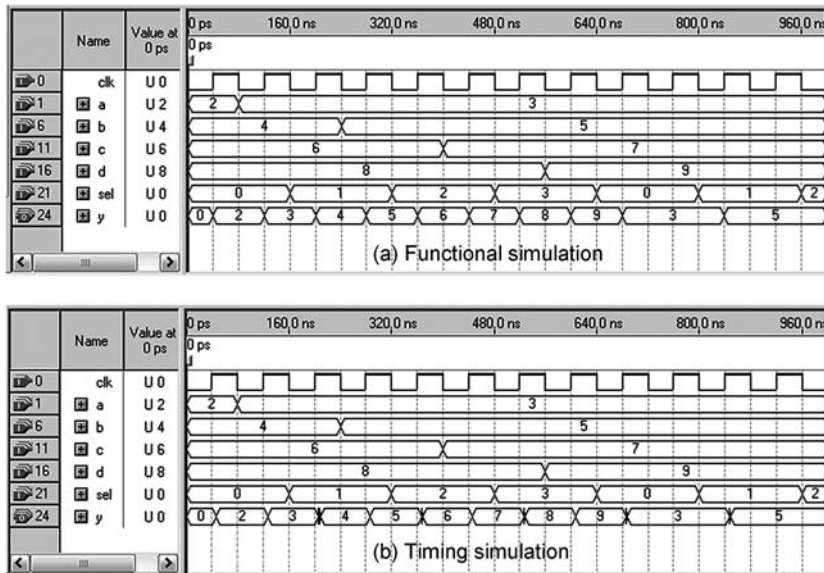 Name Value at 0 ps
0 ps 160.0 ns 320.0 ns 480.0 ns 640.0 ns 800.0 ns 960.0 n
0 ps
0 clk U 0
1 a U 2 2 3
6 b U 4 4 5
11 c U 6 6 7
16 d U 8 8 9
21 sel U 0 0 1 2 3 0 1 2
24 y U 0 0 2 3 4 5 6 7 8 9 3 5
(a) Functional simulation
Name Value at 0 ps
0 ps 160.0 ns 320.0 ns 480.0 ns 640.0 ns 800.0 ns 960.0 n
0 ps
0 clk U 0
1 a U 2 2 3
6 b U 4 4 5
11 c U 6 6 7
16 d U 8 8 9
21 sel U 0 0 1 2 3 0 1 2
24 y U 0 0 2 3 4 5 6 7 8 9 3 5
(b) Timing simulation